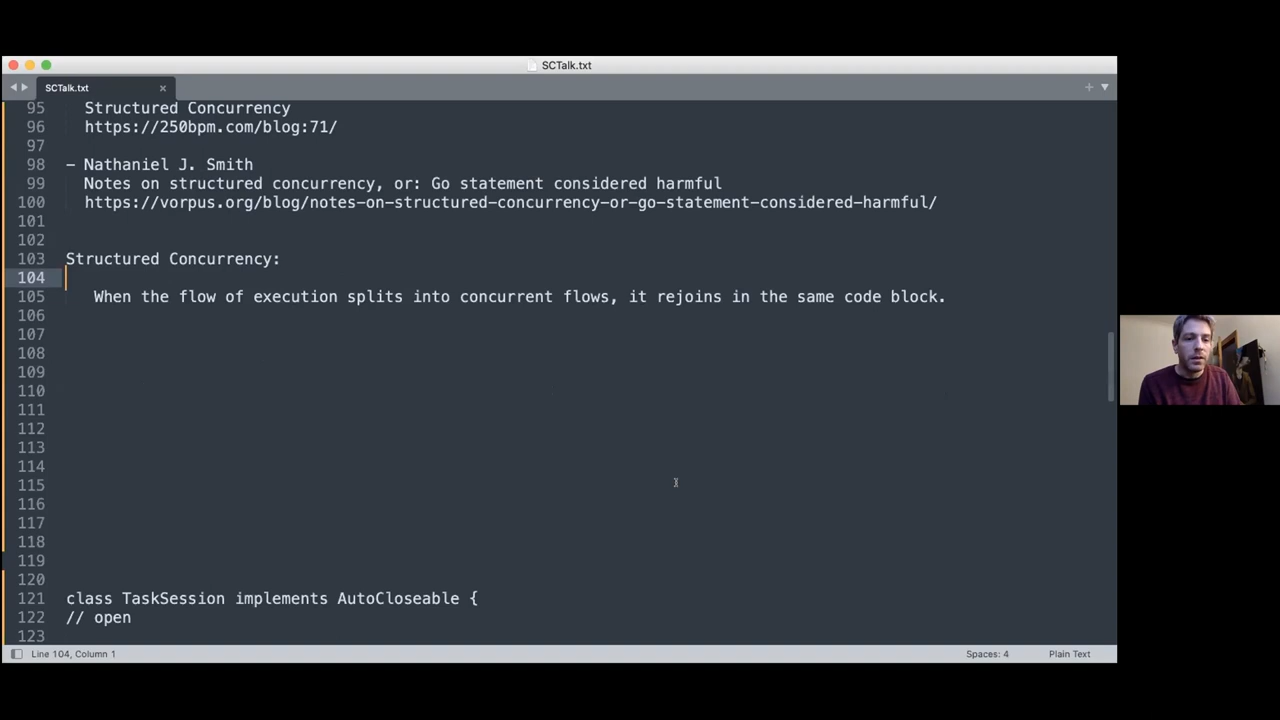 SCTalk.txt
SCTalk.txt
95 Structured Concurrency
96 https://250bpm.com/blog:71/
97
98 – Nathaniel J. Smith
99 Notes on structured concurrency, or: Go statement considered harmful
100 https://vorpus.org/blog/notes-on-structured-concurrency-or-go-statement-considered-harmful/
101
102
103 Structured Concurrency:
104
105 When the flow of execution splits into concurrent flows, it rejoins in the same code block.
106
107
108
109
110
111
112
113
114
115
116
117
118
119
120
121 class TaskSession implements AutoCloseable {
122 // open
123
Line 104, Column 1 Spaces: 4 Plain Text